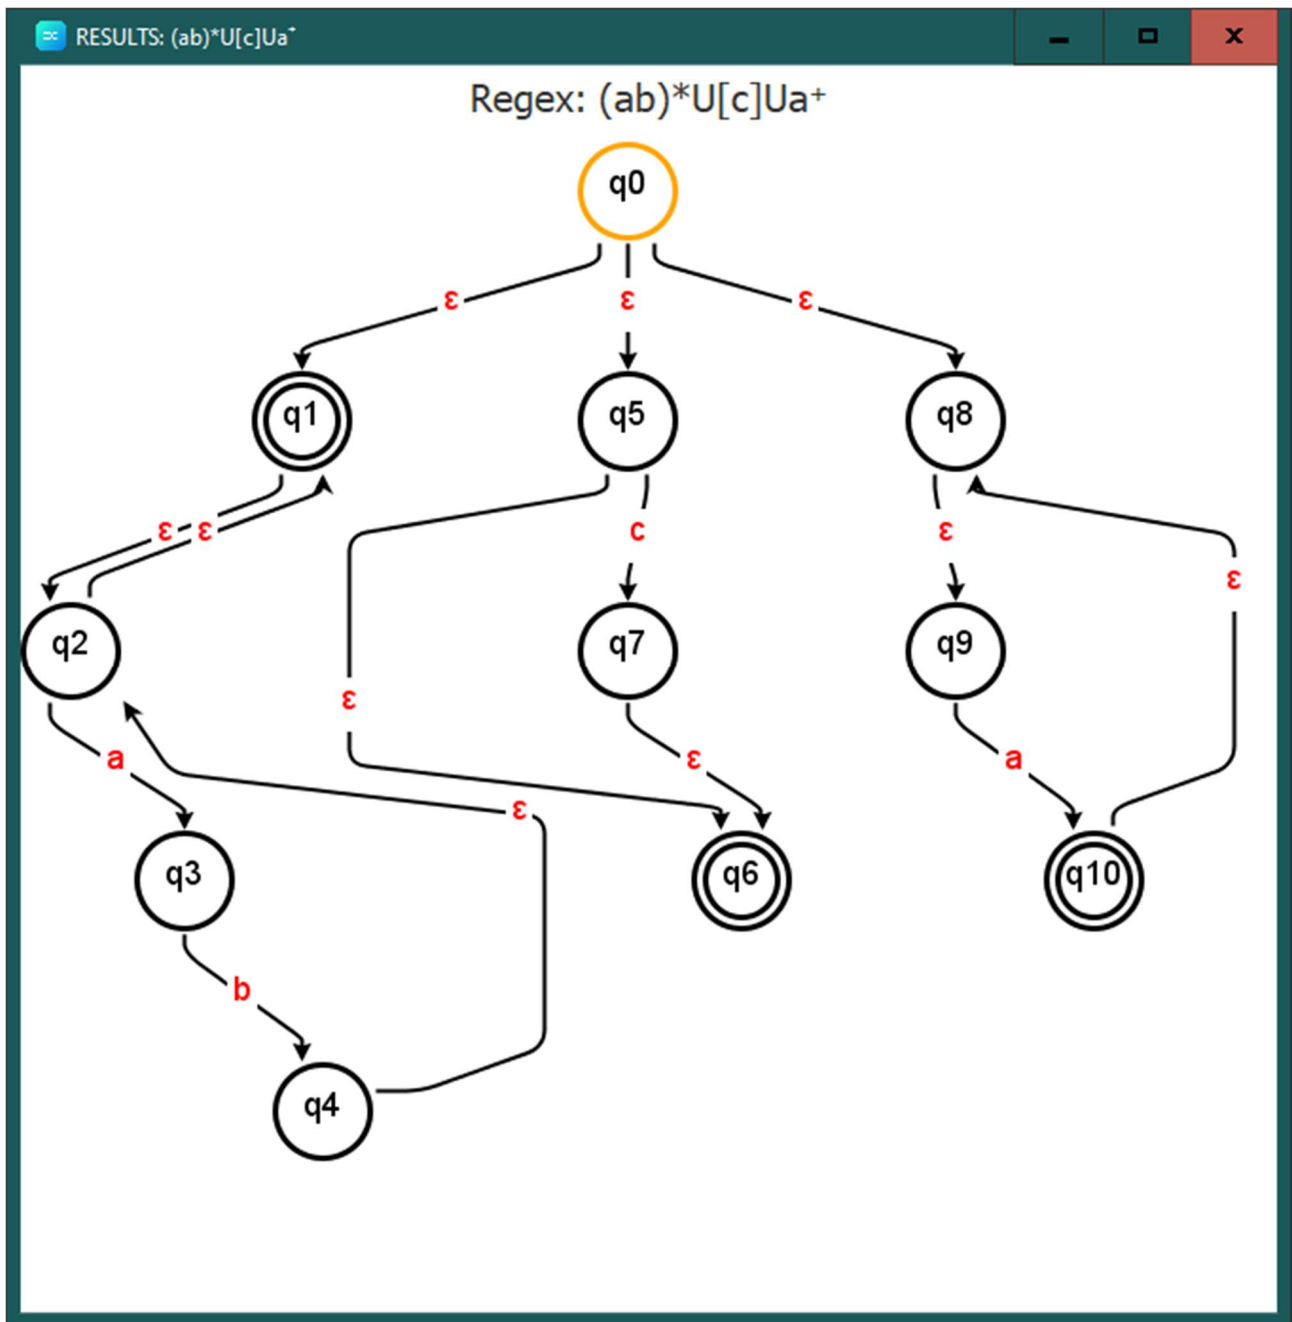 RESULTS: (ab)*U[c]Ua⁺
Regex: (ab)*U[c]Ua⁺
q0
ε ε ε
q1 q5 q8
ε ε c ε
ε
q2 q7 q9
ε
a ε a
ε
q3 q6 q10
b
q4